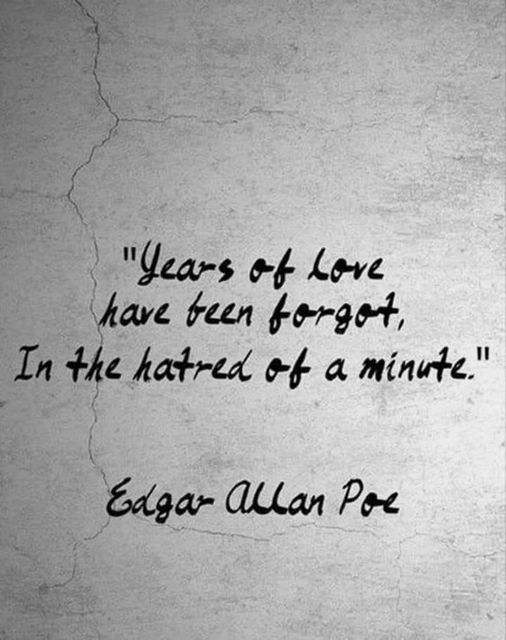 "Years of Love
have been forgot,
In the hatred of a minute."
Edgar Allan Poe